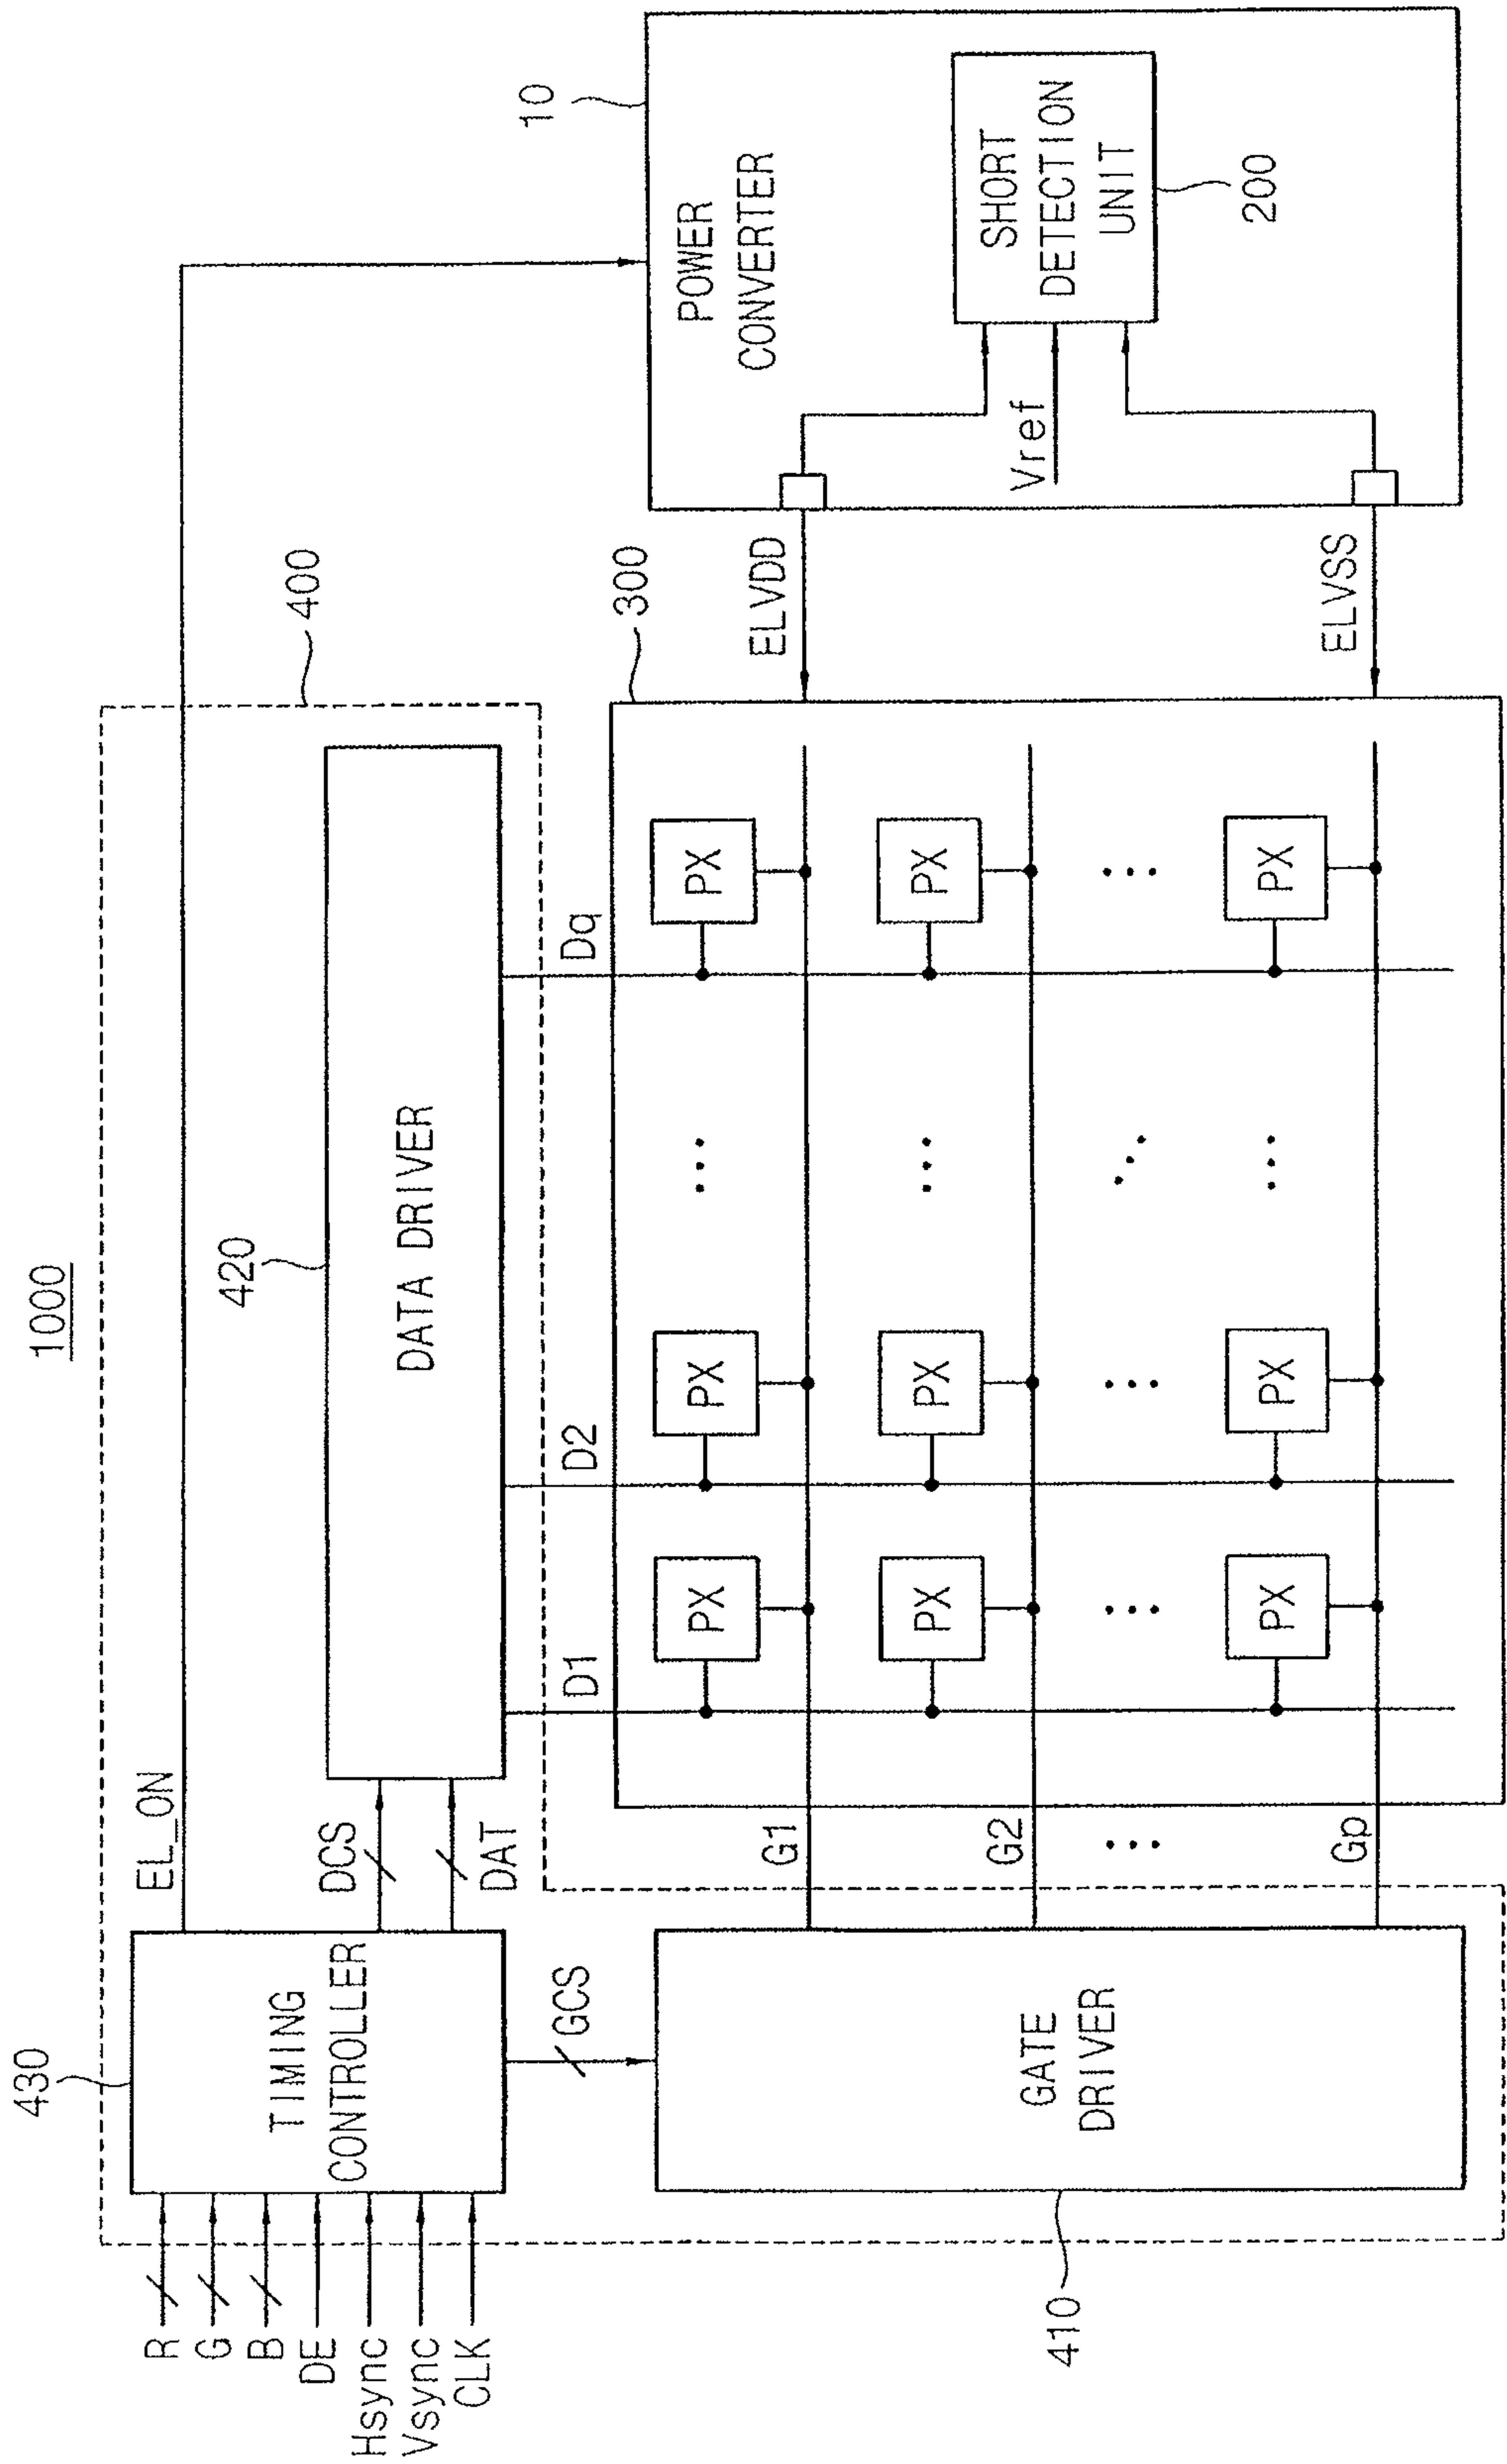 1000
430
420
400
R
G
B
DE
Hsync
Vsync
CLK
TIMING
CONTROLLER
EL_ON
DCS
DAT
DATA DRIVER
GCS
D1
D2
Dq
300
10
GATE
DRIVER
410
G1
PX
PX
...
PX
G2
PX
PX
...
PX
...
...
...
...
...
Gp
PX
PX
...
PX
ELVDD
ELVSS
POWER
CONVERTER
Vref
SHORT
DETECTION
UNIT
200